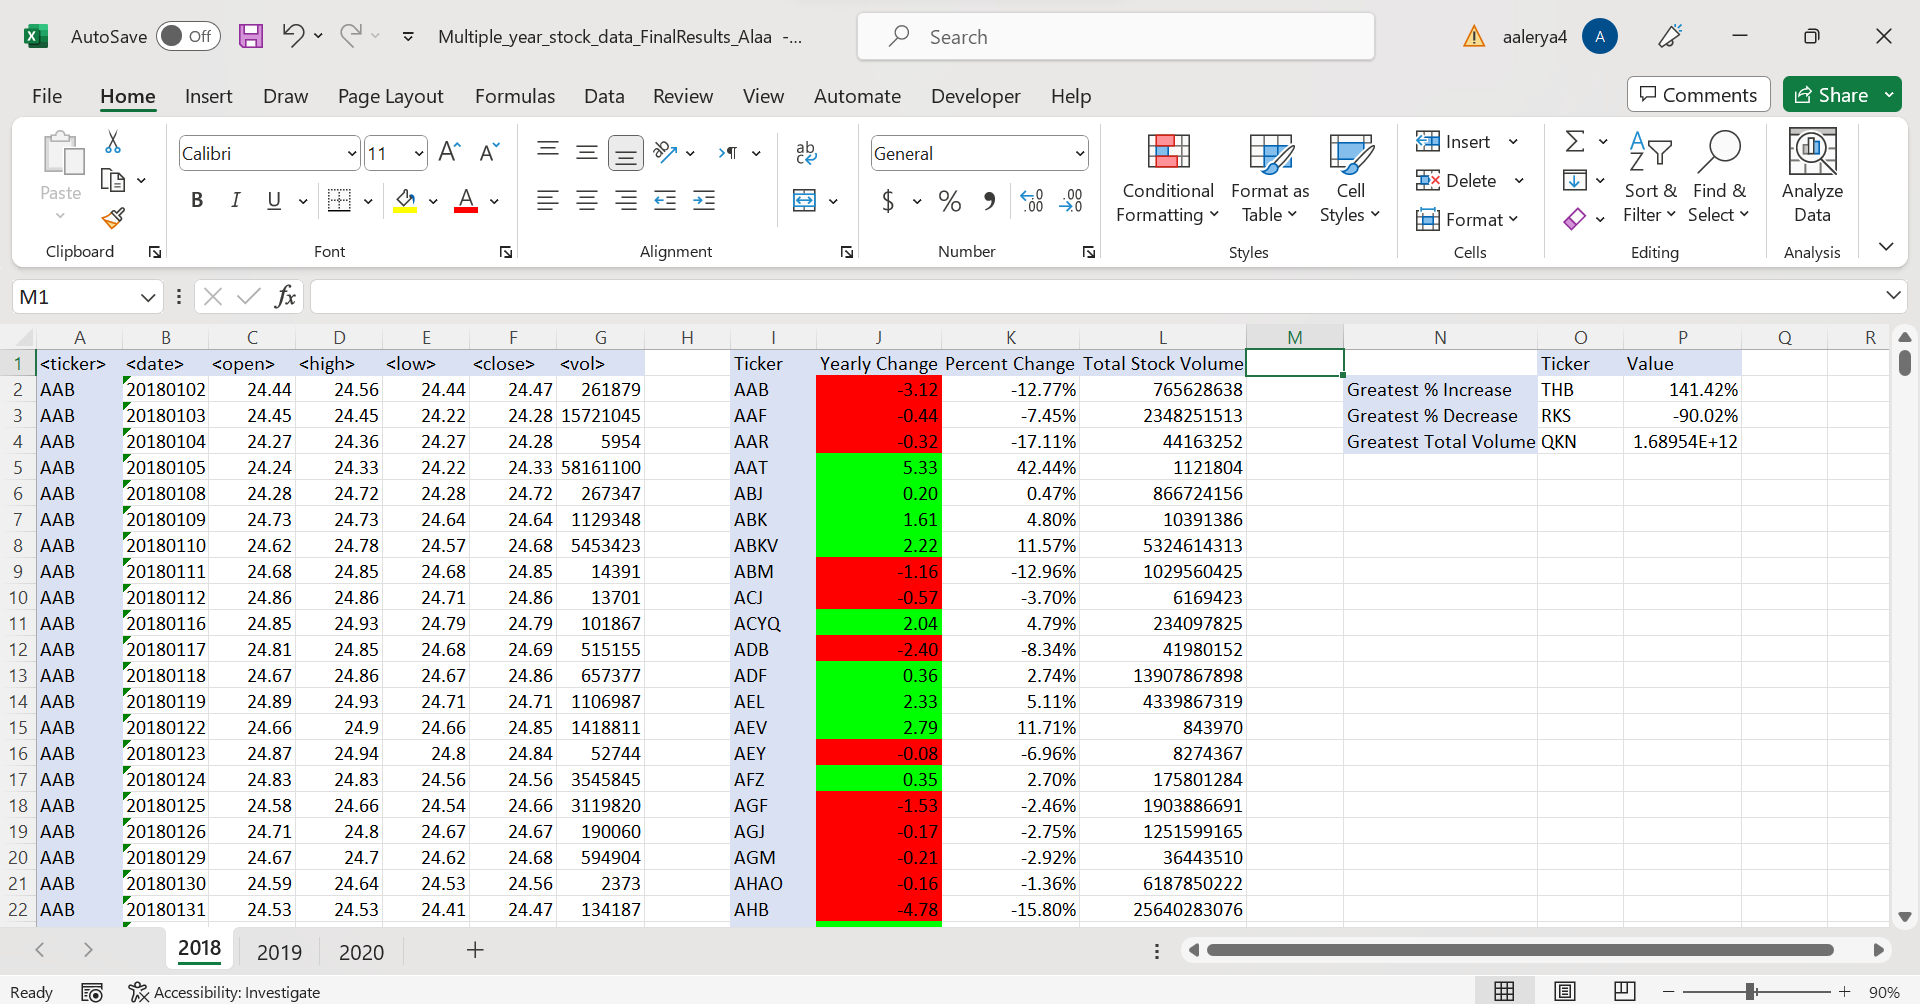 AutoSave Off Multiple_year_stock_data_FinalResults_Alaa -... Search aalerya4 A
File Home Insert Draw Page Layout Formulas Data Review View Automate Developer Help Comments Share
Paste Calibri 11 General Conditional Formatting Format as Table Cell Styles Insert Delete Format Sort & Filter Find & Select Analyze Data
Clipboard Font Alignment Number Styles Cells Editing Analysis
M1 fx
A B C D E F G H I J K L M N O P Q R
1 <ticker> <date> <open> <high> <low> <close> <vol> Ticker Yearly Change Percent Change Total Stock Volume Ticker Value
2 AAB 20180102 24.44 24.56 24.44 24.47 261879 AAB -3.12 -12.77% 765628638 Greatest % Increase THB 141.42%
3 AAB 20180103 24.45 24.45 24.22 24.28 15721045 AAF -0.44 -7.45% 2348251513 Greatest % Decrease RKS -90.02%
4 AAB 20180104 24.27 24.36 24.27 24.28 5954 AAR -0.32 -17.11% 44163252 Greatest Total Volume QKN 1.68954E+12
5 AAB 20180105 24.24 24.33 24.22 24.33 58161100 AAT 5.33 42.44% 1121804
6 AAB 20180108 24.28 24.72 24.28 24.72 267347 ABJ 0.20 0.47% 866724156
7 AAB 20180109 24.73 24.73 24.64 24.64 1129348 ABK 1.61 4.80% 10391386
8 AAB 20180110 24.62 24.78 24.57 24.68 5453423 ABKV 2.22 11.57% 5324614313
9 AAB 20180111 24.68 24.85 24.68 24.85 14391 ABM -1.16 -12.96% 1029560425
10 AAB 20180112 24.86 24.86 24.71 24.86 13701 ACJ -0.57 -3.70% 6169423
11 AAB 20180116 24.85 24.93 24.79 24.79 101867 ACYQ 2.04 4.79% 234097825
12 AAB 20180117 24.81 24.85 24.68 24.69 515155 ADB -2.40 -8.34% 41980152
13 AAB 20180118 24.67 24.86 24.67 24.86 657377 ADF 0.36 2.74% 13907867898
14 AAB 20180119 24.89 24.93 24.71 24.71 1106987 AEL 2.33 5.11% 4339867319
15 AAB 20180122 24.66 24.9 24.66 24.85 1418811 AEV 2.79 11.71% 843970
16 AAB 20180123 24.87 24.94 24.8 24.84 52744 AEY -0.08 -6.96% 8274367
17 AAB 20180124 24.83 24.83 24.56 24.56 3545845 AFZ 0.35 2.70% 175801284
18 AAB 20180125 24.58 24.66 24.54 24.66 3119820 AGF -1.53 -2.46% 1903886691
19 AAB 20180126 24.71 24.8 24.67 24.67 190060 AGJ -0.17 -2.75% 1251599165
20 AAB 20180129 24.67 24.7 24.62 24.68 594904 AGM -0.21 -2.92% 36443510
21 AAB 20180130 24.59 24.64 24.53 24.56 2373 AHAO -0.16 -1.36% 6187850222
22 AAB 20180131 24.53 24.53 24.41 24.47 134187 AHB -4.78 -15.80% 25640283076
2018 2019 2020
Ready Accessibility: Investigate 90%